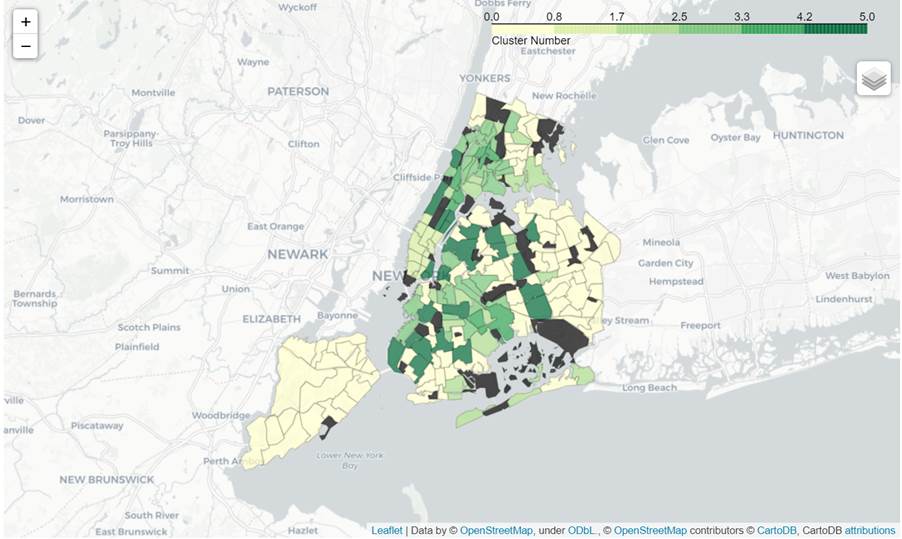 Dobbs Ferry
Wyckoff
+
−
0.0 0.8 1.7 2.5 3.3 4.2 5.0
Cluster Number
Eastchester
Wayne
YONKERS
PATERSON
Montville
New Rochelle
Dover
Parsippany-
Troy Hills
Clifton
Glen Cove
Oyster Bay
HUNTINGTON
Cliffside P
Morristown
East Orange
Mineola
NEWARK
Garden City
Summit
NEW YORK
Hempstead
West Babylon
Bernards
Township
Union
Lindenhurst
ELIZABETH
Bayonne
ey Stream
Freeport
Scotch Plains
Plainfield
Long Beach
ville
Woodbridge
anville
Piscataway
Lower New York
Bay
Perth Amboy
NEW BRUNSWICK
South River
East Brunswick
Hazlet
Leaflet | Data by © OpenStreetMap, under ODbL., © OpenStreetMap contributors © CartoDB, CartoDB attributions